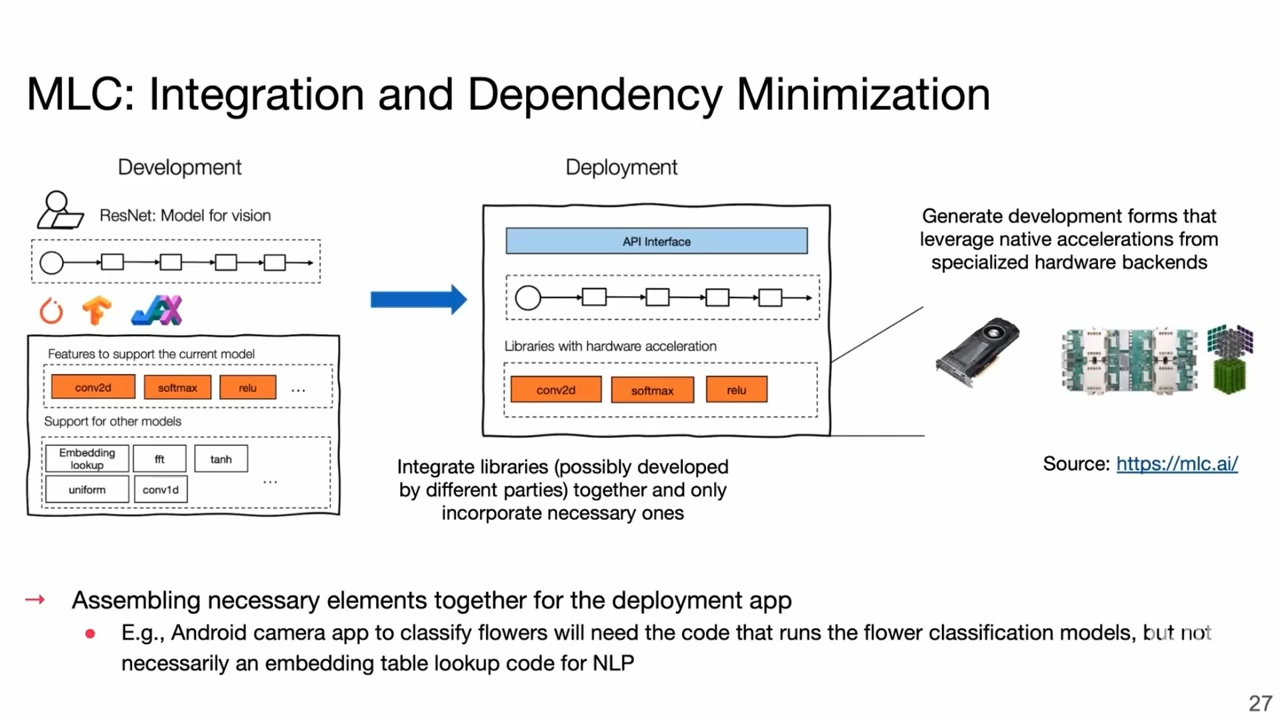 MLC: Integration and Dependency Minimization
Development
ResNet: Model for vision
Features to support the current model
conv2d
softmax
relu
...
Support for other models
Embedding
lookup
fft
tanh
uniform
conv1d
...
Deployment
API Interface
Libraries with hardware acceleration
conv2d
softmax
relu
Integrate libraries (possibly developed
by different parties) together and only
incorporate necessary ones
Generate development forms that
leverage native accelerations from
specialized hardware backends
Source: https://mlc.ai/
→ Assembling necessary elements together for the deployment app
● E.g., Android camera app to classify flowers will need the code that runs the flower classification models, but not
necessarily an embedding table lookup code for NLP
27